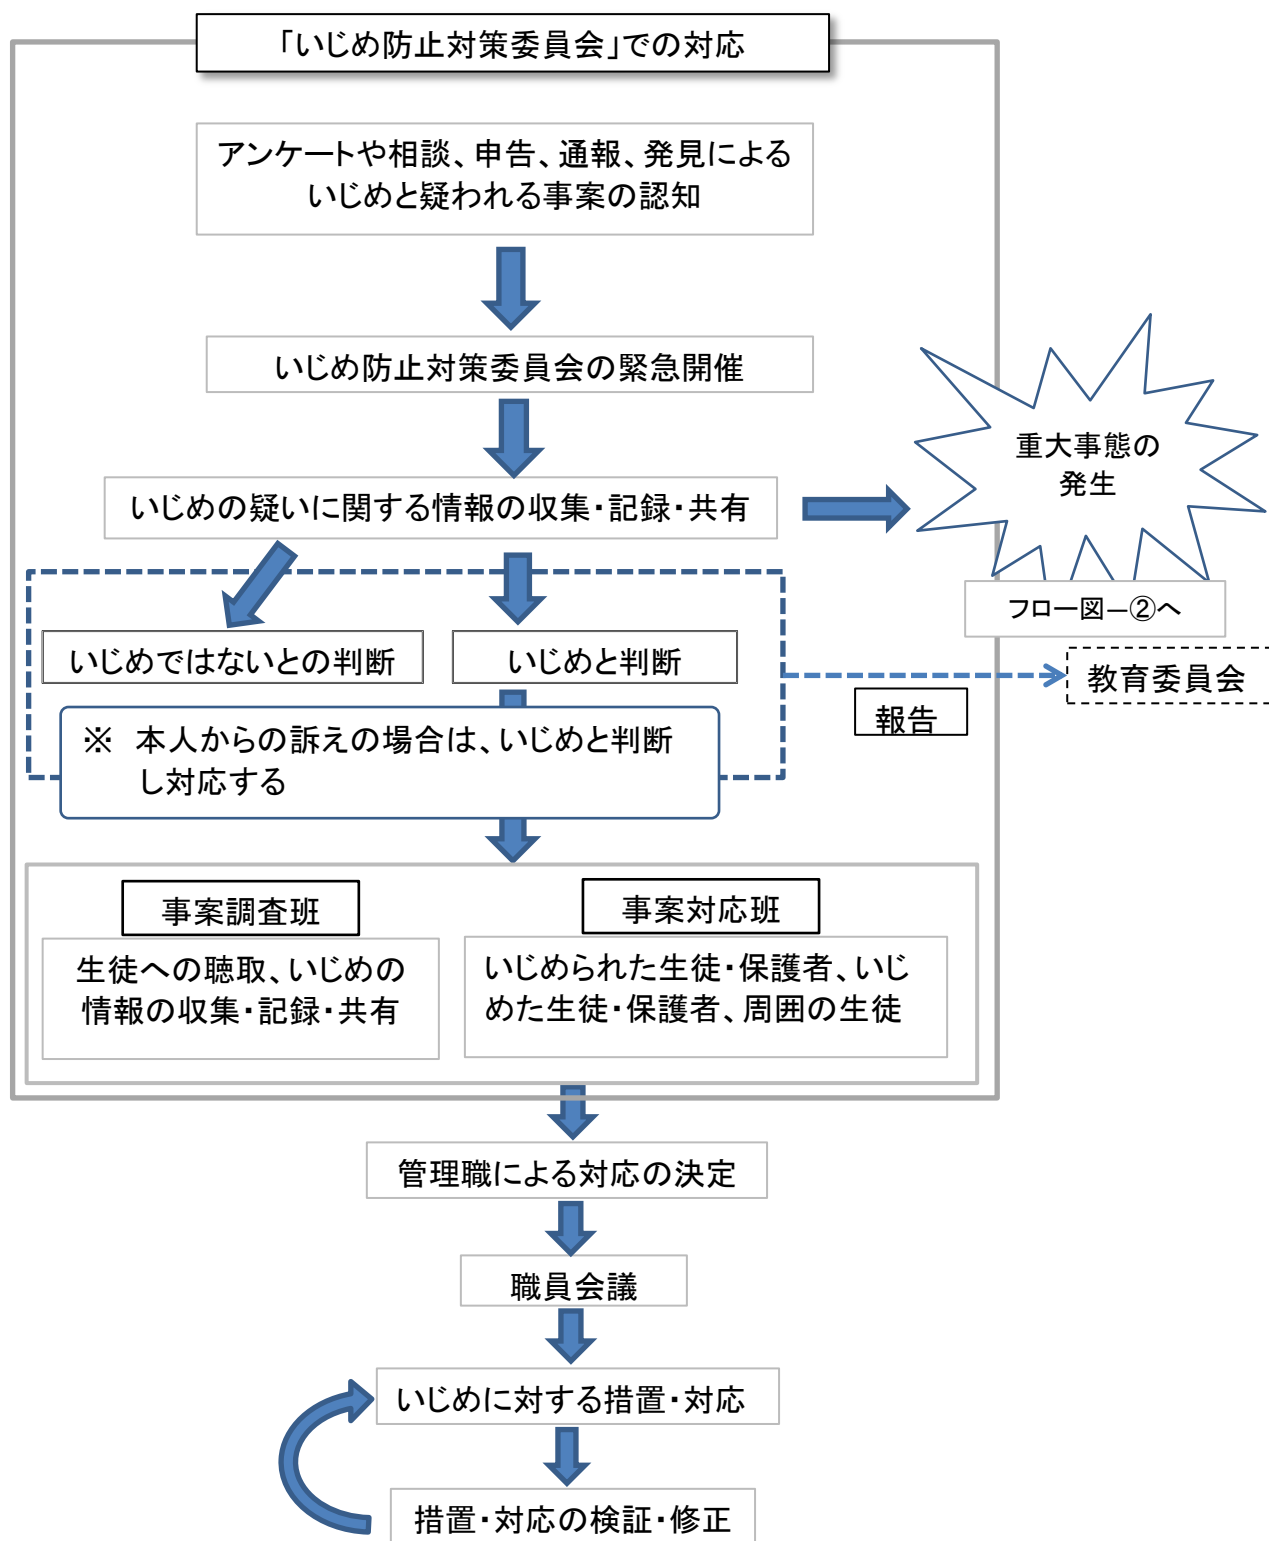 「いじめ防止対策委員会」での対応
アンケートや相談、申告、通報、発見による
いじめと疑われる事案の認知
いじめ防止対策委員会の緊急開催
いじめの疑いに関する情報の収集・記録・共有
重大事態の
発生
フロー図―②へ
いじめではないとの判断
いじめと判断
教育委員会
報告
※ 本人からの訴えの場合は、いじめと判断
し対応する
事案調査班
生徒への聴取、いじめの
情報の収集・記録・共有
事案対応班
いじめられた生徒・保護者、いじ
めた生徒・保護者、周囲の生徒
管理職による対応の決定
職員会議
いじめに対する措置・対応
措置・対応の検証・修正